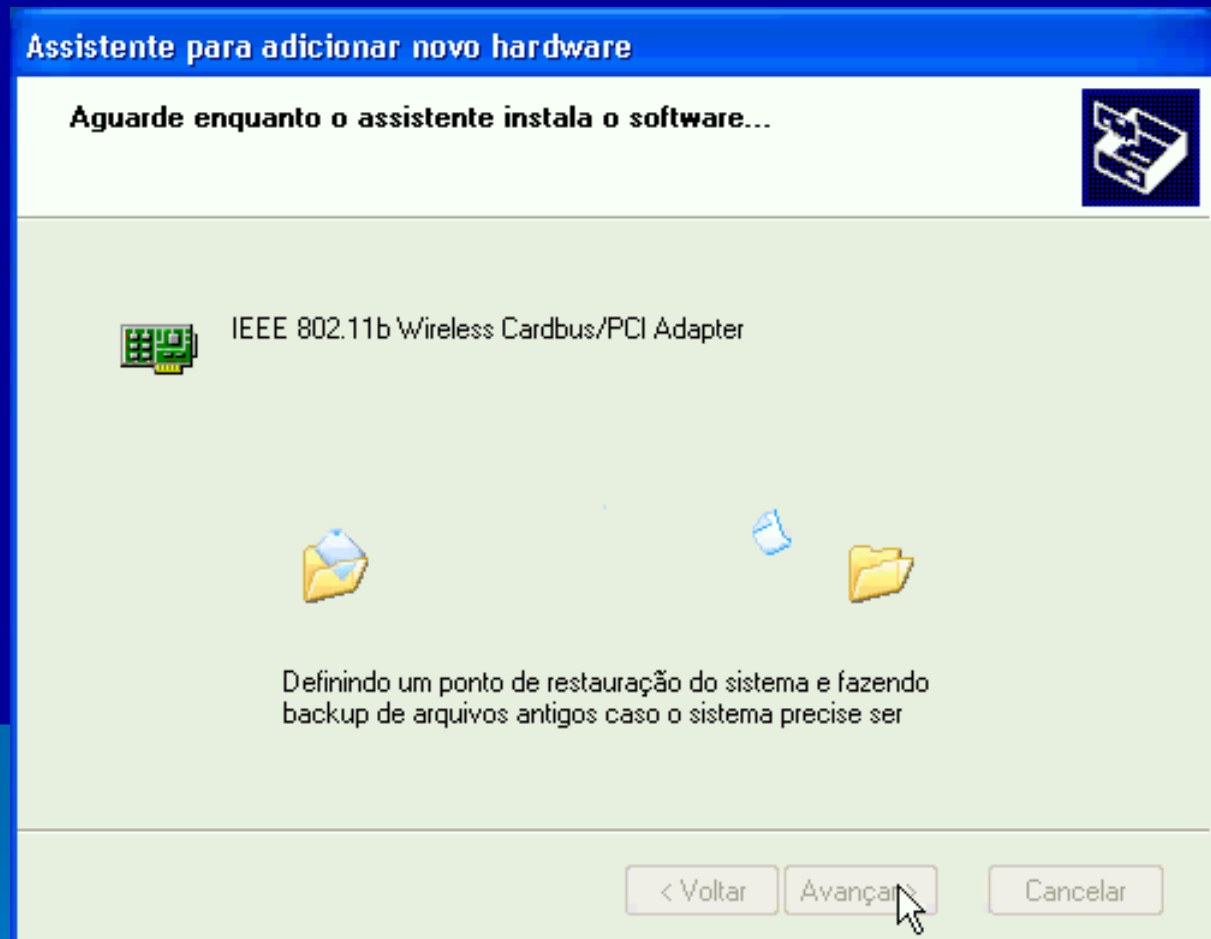 Assistente para adicionar novo hardware
Aguarde enquanto o assistente instala o software...
IEEE 802.11b Wireless Cardbus/PCI Adapter
Definindo um ponto de restauração do sistema e fazendo
backup de arquivos antigos caso o sistema precise ser
< Voltar Avançar > Cancelar